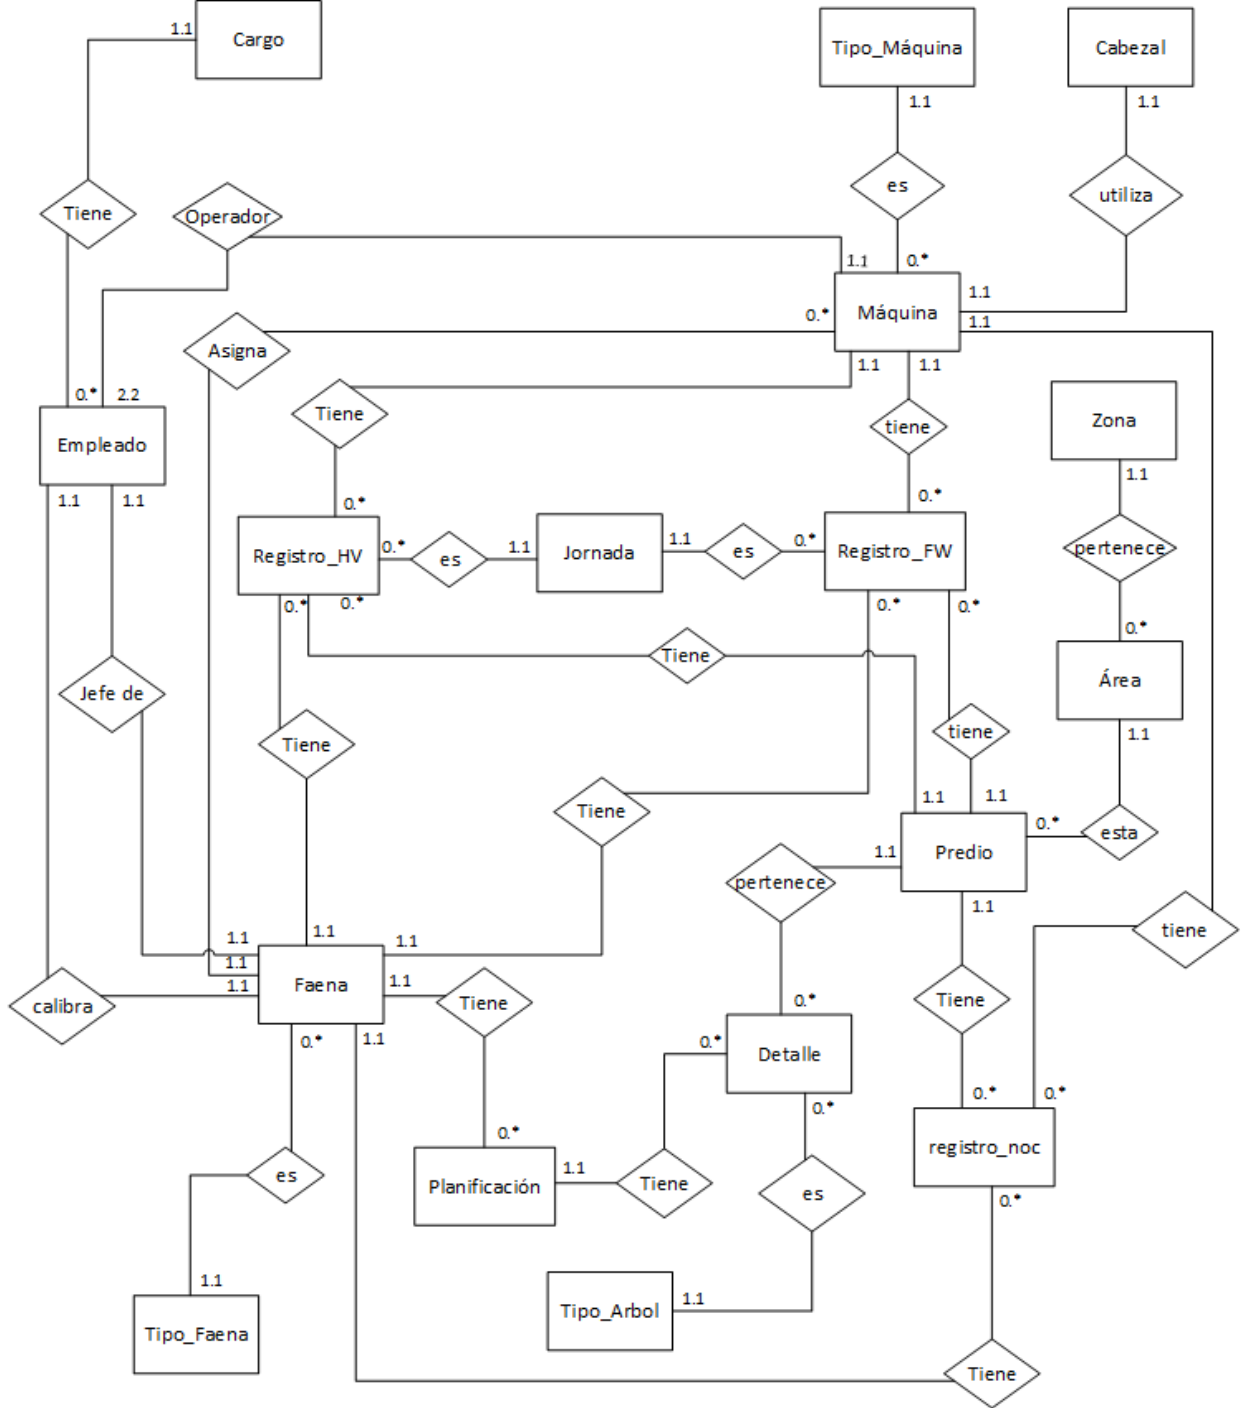 1.1
Cargo
Tipo_Máquina
Cabezal
1.1
1.1
Tiene
Operador
es
utiliza
1.1
0.*
1.1
0.*
Máquina
1.1
Asigna
1.1
1.1
0.*
2.2
Tiene
tiene
Zona
Empleado
1.1
1.1
1.1
0.*
0.*
Registro_HV
0.*
es
1.1
Jornada
1.1
es
0.*
Registro_FW
pertenece
0.*
0.*
0.*
0.*
0.*
Tiene
Área
Jefe de
Tiene
tiene
1.1
Tiene
1.1
1.1
0.*
esta
pertenece
1.1
Predio
1.1
tiene
1.1
1.1
1.1
1.1
1.1
Faena
1.1
calibra
Tiene
0.*
Tiene
0.*
1.1
0.*
Detalle
0.*
0.*
0.*
0.*
registro_noc
es
Planificación
1.1
Tiene
es
0.*
1.1
Tipo_Arbol
1.1
Tipo_Faena
Tiene